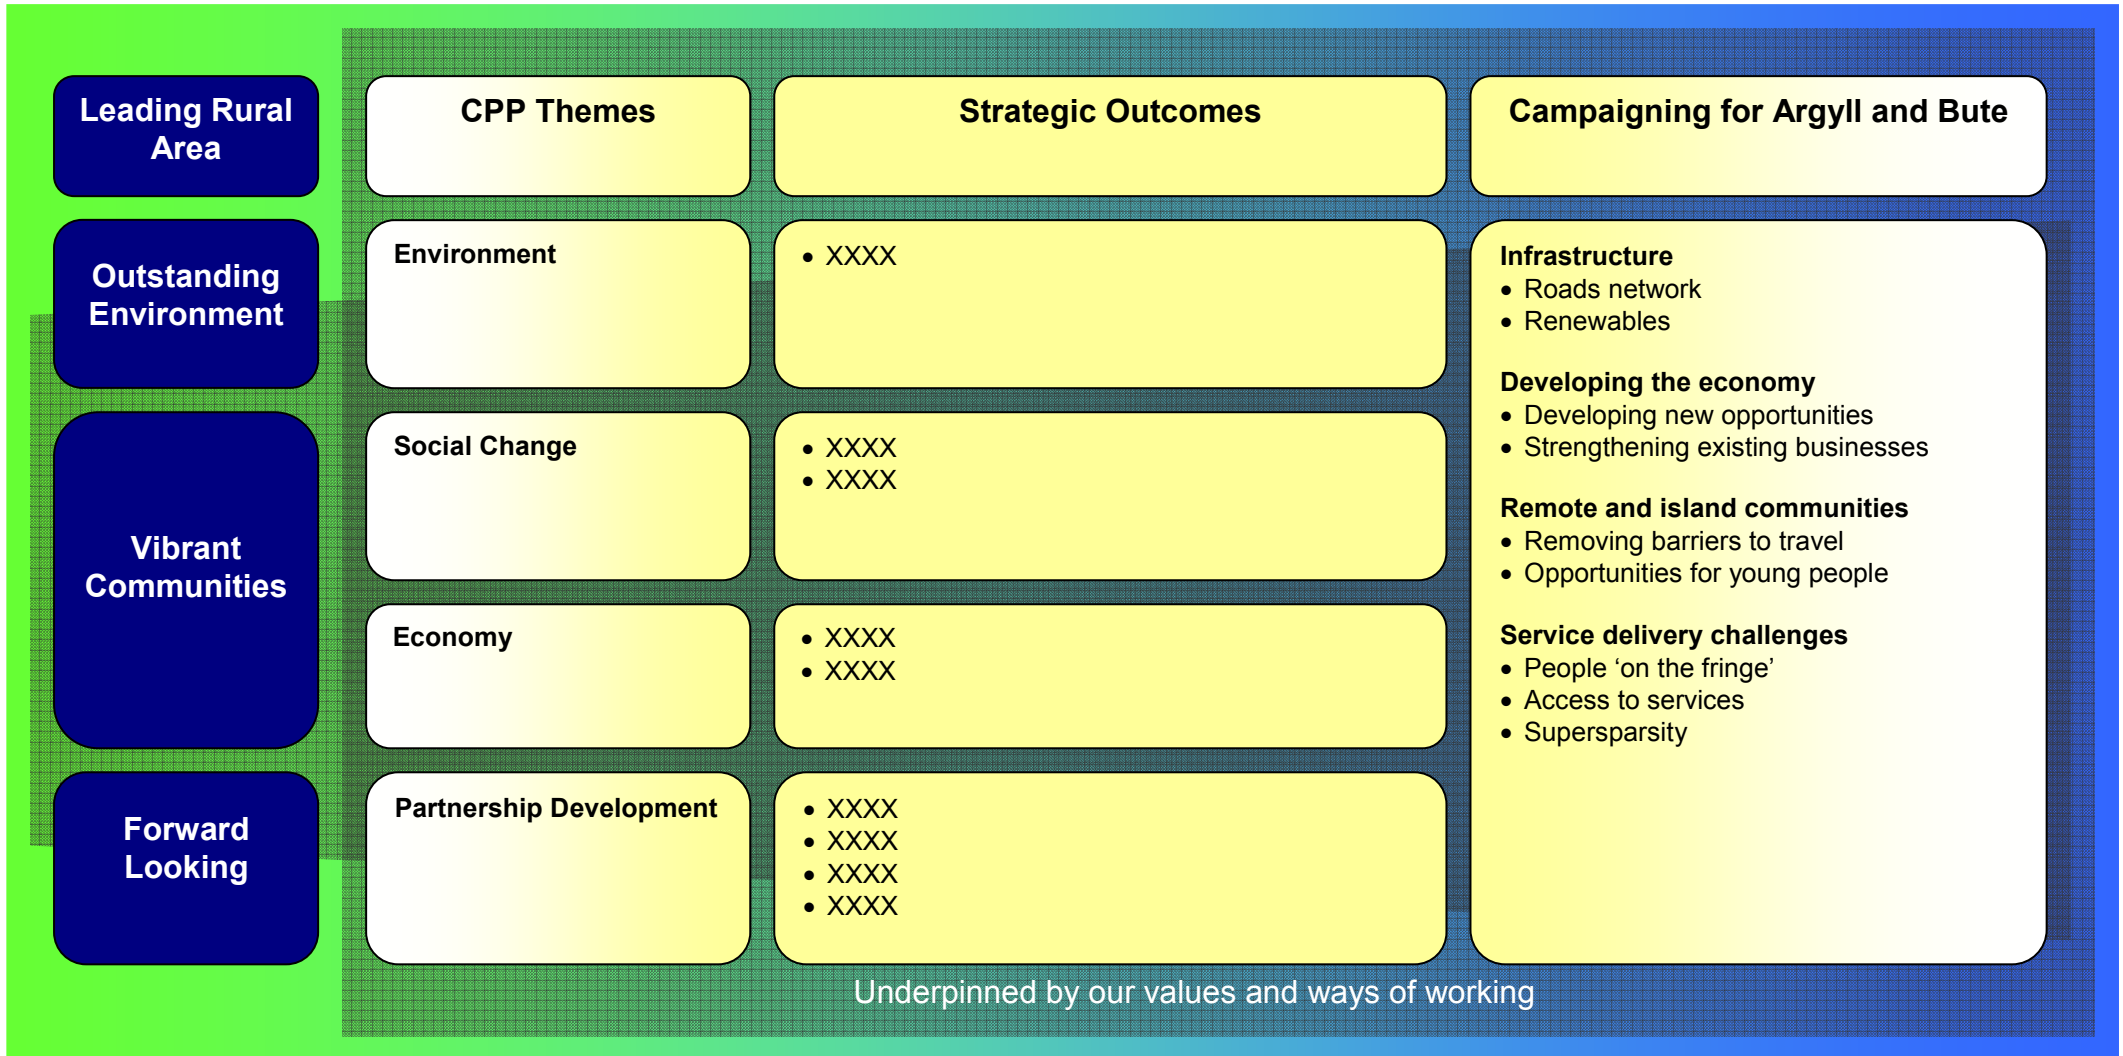 Leading Rural
Area
CPP Themes
Strategic Outcomes
Campaigning for Argyll and Bute
Outstanding
Environment
Environment
• XXXX
Vibrant
Communities
Social Change
• XXXX
• XXXX
Economy
• XXXX
• XXXX
Forward
Looking
Partnership Development
• XXXX
• XXXX
• XXXX
• XXXX
Infrastructure
• Roads network
• Renewables
Developing the economy
• Developing new opportunities
• Strengthening existing businesses
Remote and island communities
• Removing barriers to travel
• Opportunities for young people
Service delivery challenges
• People ‘on the fringe’
• Access to services
• Supersparsity
Underpinned by our values and ways of working